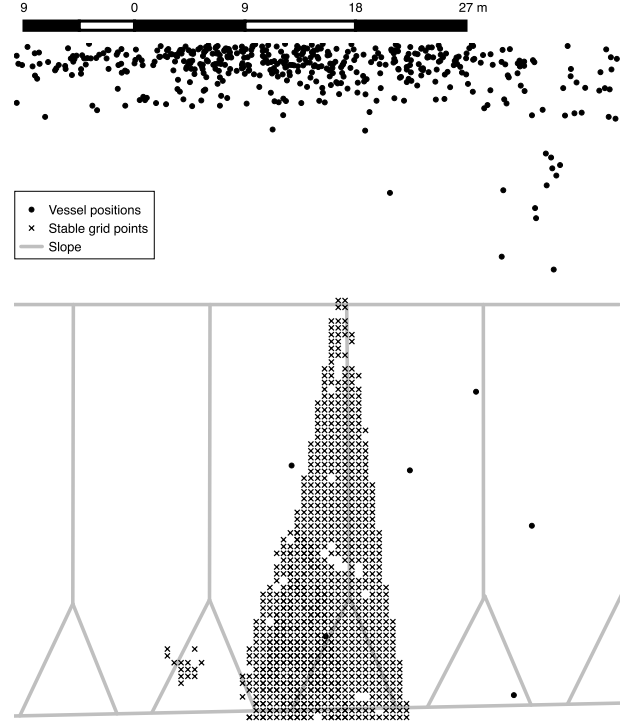 9 0 9 18 27 m
Vessel positions
Stable grid points
Slope